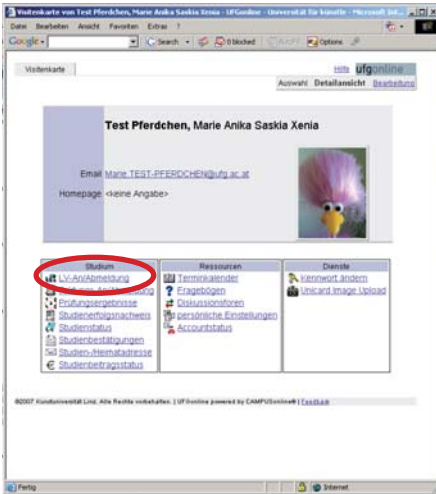 Visitenkarte von Test Pferdchen, Marie Anika Saskia Xenia - UFGonline - Universität für künstle - Microsoft Int...
Datei Bearbeiten Ansicht Favoriten Extras ?
Google Search 0 blocked Options
Visitenkarte
Hilfe ufgonline
Auswahl Detailansicht Bearbeitung
Test Pferdchen, Marie Anika Saskia Xenia
Email Marie.TEST-PFERDCHEN@ufg.ac.at
Homepage <keine Angabe>
Studium Ressourcen Dienste
LV-An/Abmeldung Terminkalender Kennwort ändern
Fragebögen Unicard Image Upload
Prüfungsergebnisse Diskussionsforen
Studienerfolgsnachweis persönliche Einstellungen
Studienstatus Accountstatus
Studienbestätigungen
Studien-/Heimatadresse
Studienbeitragsstatus
©2007 Kunstuniversität Linz. Alle Rechte vorbehalten. | UFGonline powered by CAMPUSonline® | Feedback
Fertig Internet